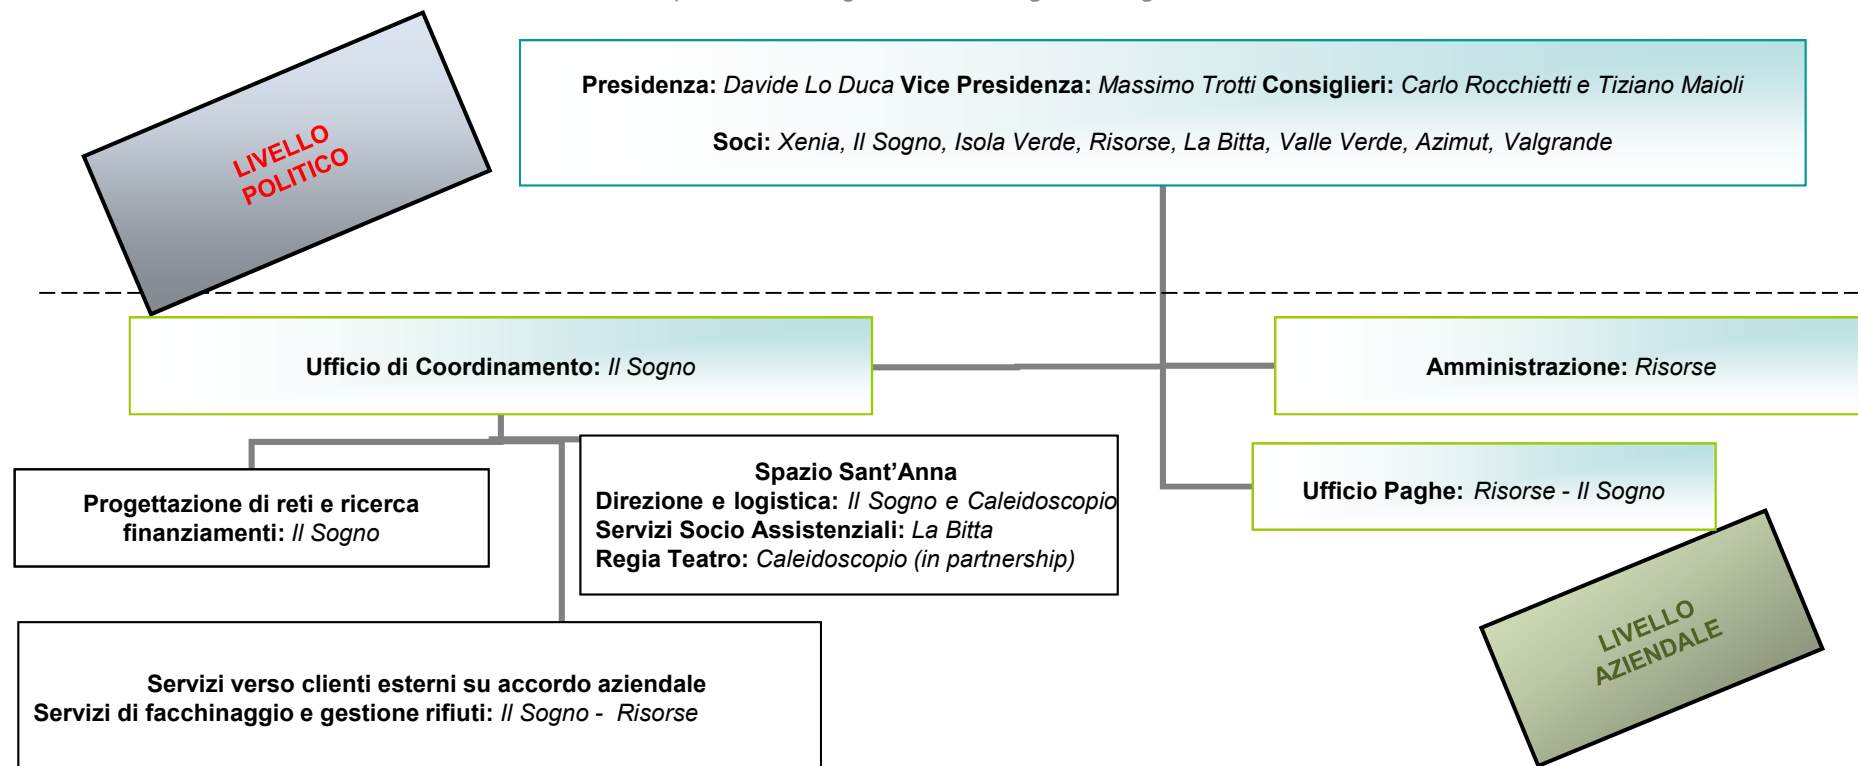 Presidenza: Davide Lo Duca Vice Presidenza: Massimo Trotti Consiglieri: Carlo Rocchietti e Tiziano Maioli
Soci: Xenia, Il Sogno, Isola Verde, Risorse, La Bitta, Valle Verde, Azimut, Valgrande
LIVELLO
POLITICO
Ufficio di Coordinamento: Il Sogno
Amministrazione: Risorse
Spazio Sant’Anna
Direzione e logistica: Il Sogno e Caleidoscopio
Servizi Socio Assistenziali: La Bitta
Regia Teatro: Caleidoscopio (in partnership)
Ufficio Paghe: Risorse - Il Sogno
Progettazione di reti e ricerca
finanziamenti: Il Sogno
LIVELLO
AZIENDALE
Servizi verso clienti esterni su accordo aziendale
Servizi di facchinaggio e gestione rifiuti: Il Sogno - Risorse